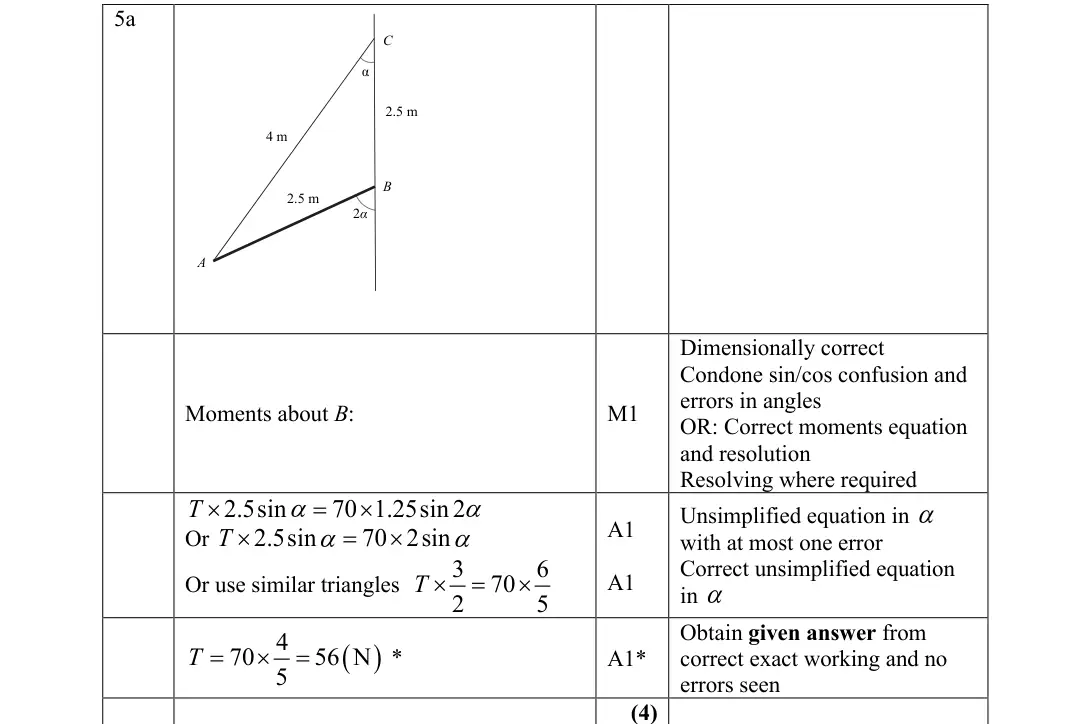 5a
C
α
2.5 m
4 m
B
2.5 m
2α
A
Moments about B:
M1
Dimensionally correct
Condone sin/cos confusion and
errors in angles
OR: Correct moments equation
and resolution
Resolving where required
T × 2.5 sin α = 70 × 1.25 sin 2α
Or T × 2.5 sin α = 70 × 2 sin α
Or use similar triangles T × 3/2 = 70 × 6/5
A1
A1
Unsimplified equation in α
with at most one error
Correct unsimplified equation
in α
T = 70 × 4/5 = 56 (N) *
A1*
Obtain given answer from
correct exact working and no
errors seen
(4)